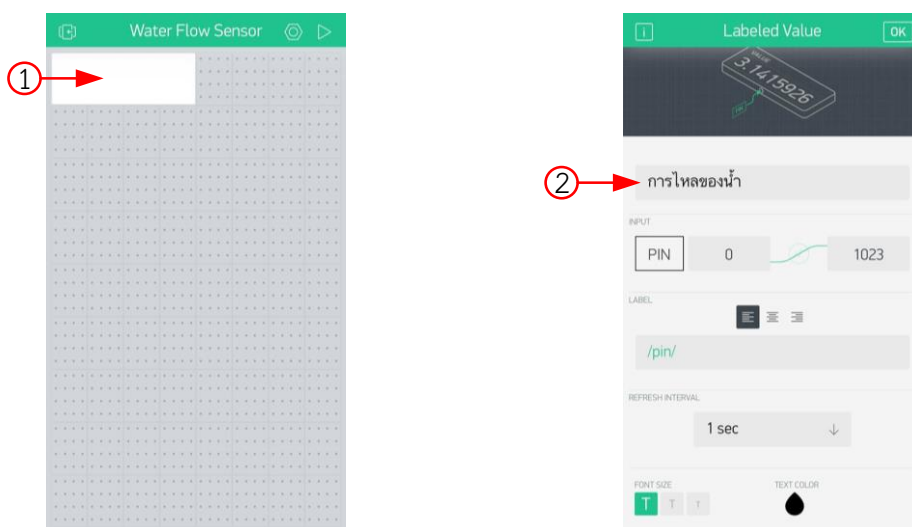 Water Flow Sensor
1
i Labeled Value OK
VALUE
3.1415926
2
การไหลของน้ำ
INPUT
PIN 0 1023
LABEL
/pin/
REFRESH INTERVAL
1 sec
FONT SIZE TEXT COLOR
T T T